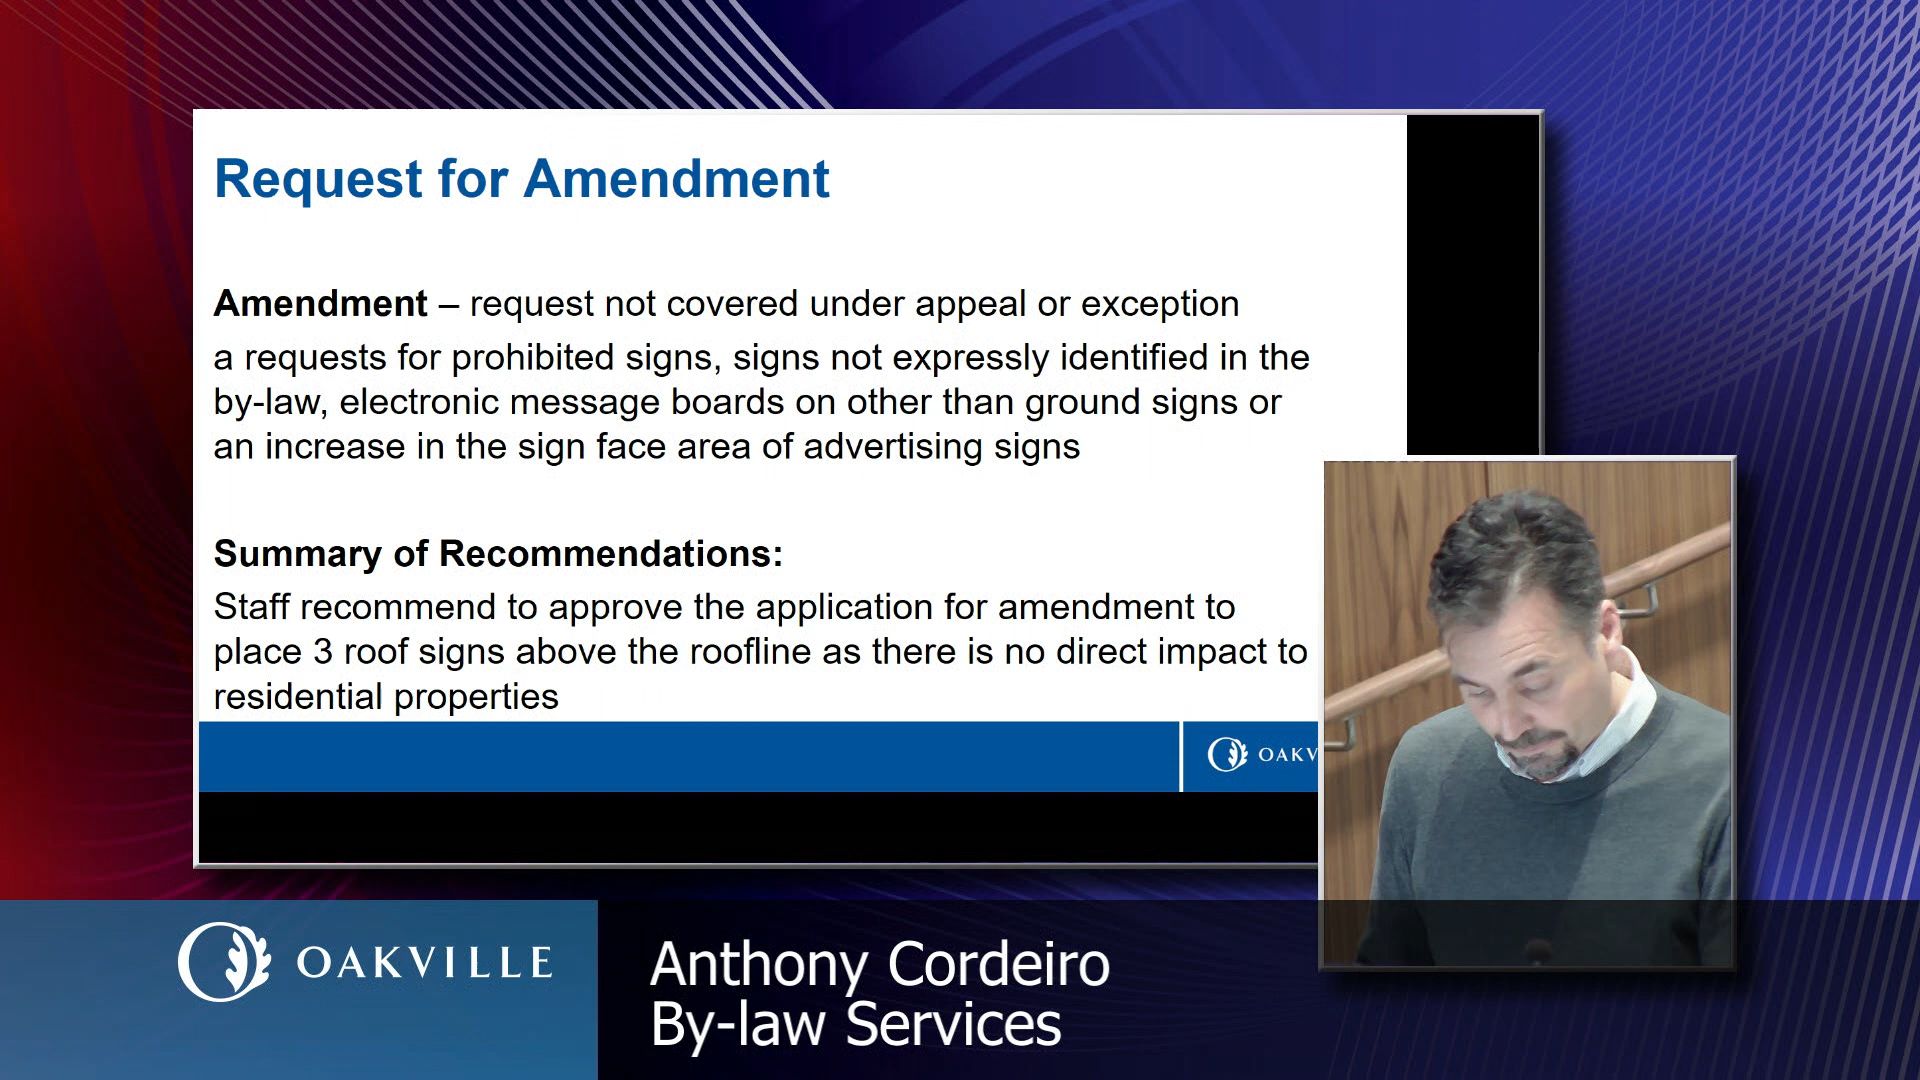 Request for Amendment
Amendment – request not covered under appeal or exception
a requests for prohibited signs, signs not expressly identified in the
by-law, electronic message boards on other than ground signs or
an increase in the sign face area of advertising signs
Summary of Recommendations:
Staff recommend to approve the application for amendment to
place 3 roof signs above the roofline as there is no direct impact to
residential properties
OAKV
OAKVILLE
Anthony Cordeiro
By-law Services